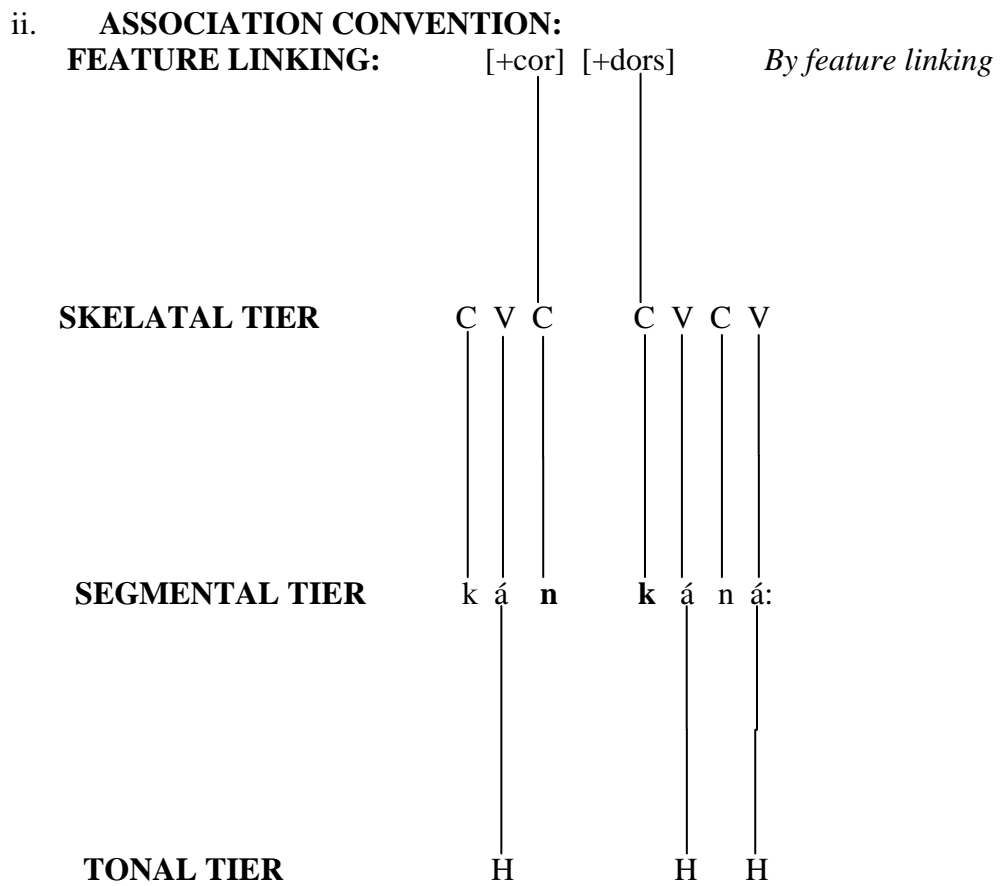 ii. ASSOCIATION CONVENTION:
FEATURE LINKING: [+cor] [+dors] By feature linking
SKELATAL TIER C V C C V C V
SEGMENTAL TIER k á n k á n á:
TONAL TIER H H H